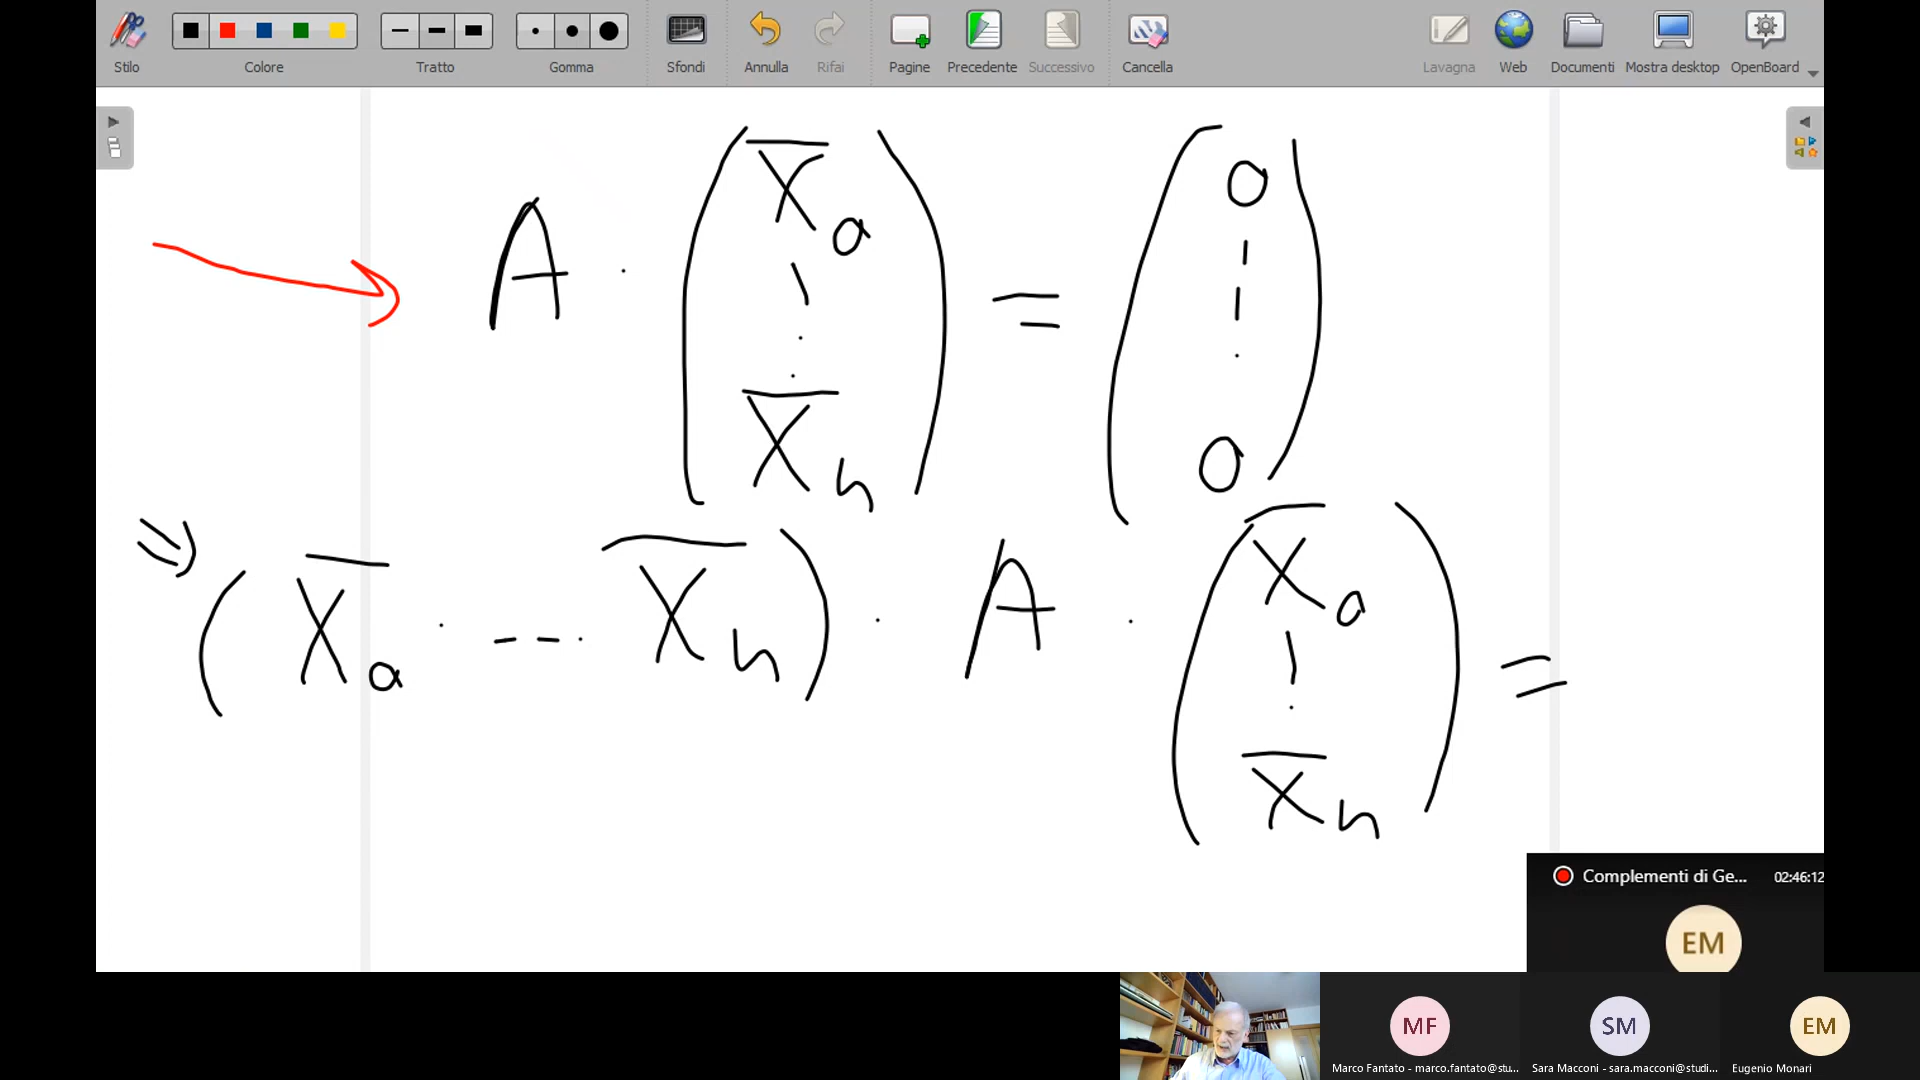 Stilo Colore Tratto Gomma Sfondi Annulla Rifai Pagine Precedente Successivo Cancella Lavagna Web Documenti Mostra desktop OpenBoard
A · (X̅ₐ ⋮ X̅ₙ) = (0 ⋮ 0)
⇒ (X̅ₐ · --- · X̅ₙ) · A · (X̅ₐ ⋮ X̅ₙ) =
Complementi di Ge... 02:46:12
EM
MF SM EM
Marco Fantato - marco.fantato@stu... Sara Macconi - sara.macconi@studi... Eugenio Monari